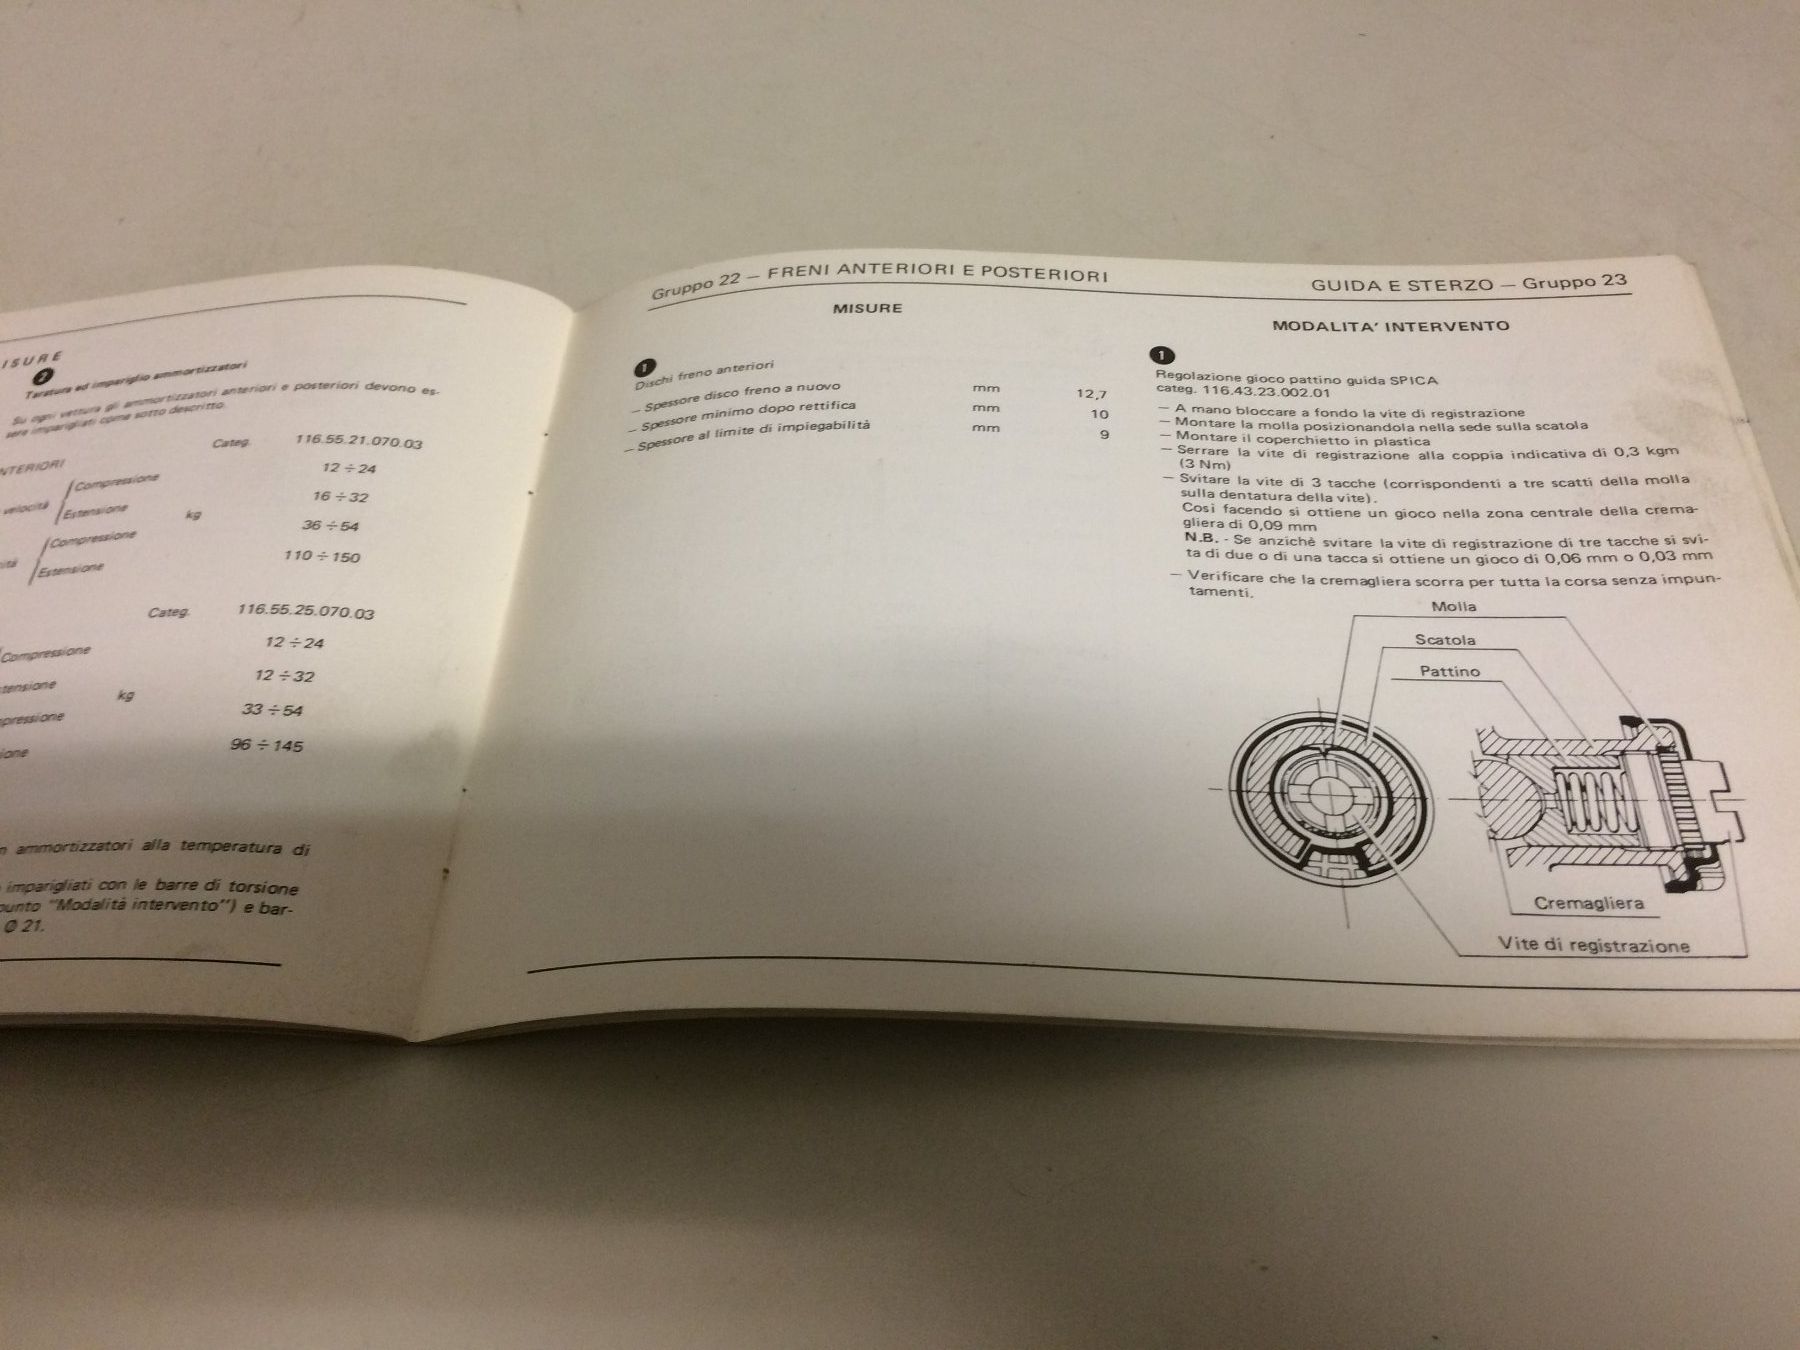 ISURE
2
Taratura ed impariglio ammortizzatori
Su ogni vettura gli ammortizzatori anteriori e posteriori devono es-
sere imparigliati come sotto descritto.
Categ. 116.55.21.070.03
NTERIORI
Compressione 12 ÷ 24
velocità
Estensione kg 16 ÷ 32
Compressione 36 ÷ 54
ità
Estensione 110 ÷ 150
Categ. 116.55.25.070.03
Compressione 12 ÷ 24
tensione 12 ÷ 32
kg
pressione 33 ÷ 54
ione 96 ÷ 145
n ammortizzatori alla temperatura di
imparigliati con le barre di torsione
punto "Modalità intervento") e bar-
Ø 21.
Gruppo 22 — FRENI ANTERIORI E POSTERIORI
MISURE
1
Dischi freno anteriori
— Spessore disco freno a nuovo mm 12,7
— Spessore minimo dopo rettifica mm 10
— Spessore al limite di impiegabilità mm 9
GUIDA E STERZO — Gruppo 23
MODALITA' INTERVENTO
1
Regolazione gioco pattino guida SPICA
categ. 116.43.23.002.01
— A mano bloccare a fondo la vite di registrazione
— Montare la molla posizionandola nella sede sulla scatola
— Montare il coperchietto in plastica
— Serrare la vite di registrazione alla coppia indicativa di 0,3 kgm
(3 Nm)
— Svitare la vite di 3 tacche (corrispondenti a tre scatti della molla
sulla dentatura della vite).
Così facendo si ottiene un gioco nella zona centrale della crema-
gliera di 0,09 mm
N.B. - Se anzichè svitare la vite di registrazione di tre tacche si svi-
ta di due o di una tacca si ottiene un gioco di 0,06 mm o 0,03 mm
— Verificare che la cremagliera scorra per tutta la corsa senza impun-
tamenti.
Molla
Scatola
Pattino
Cremagliera
Vite di registrazione